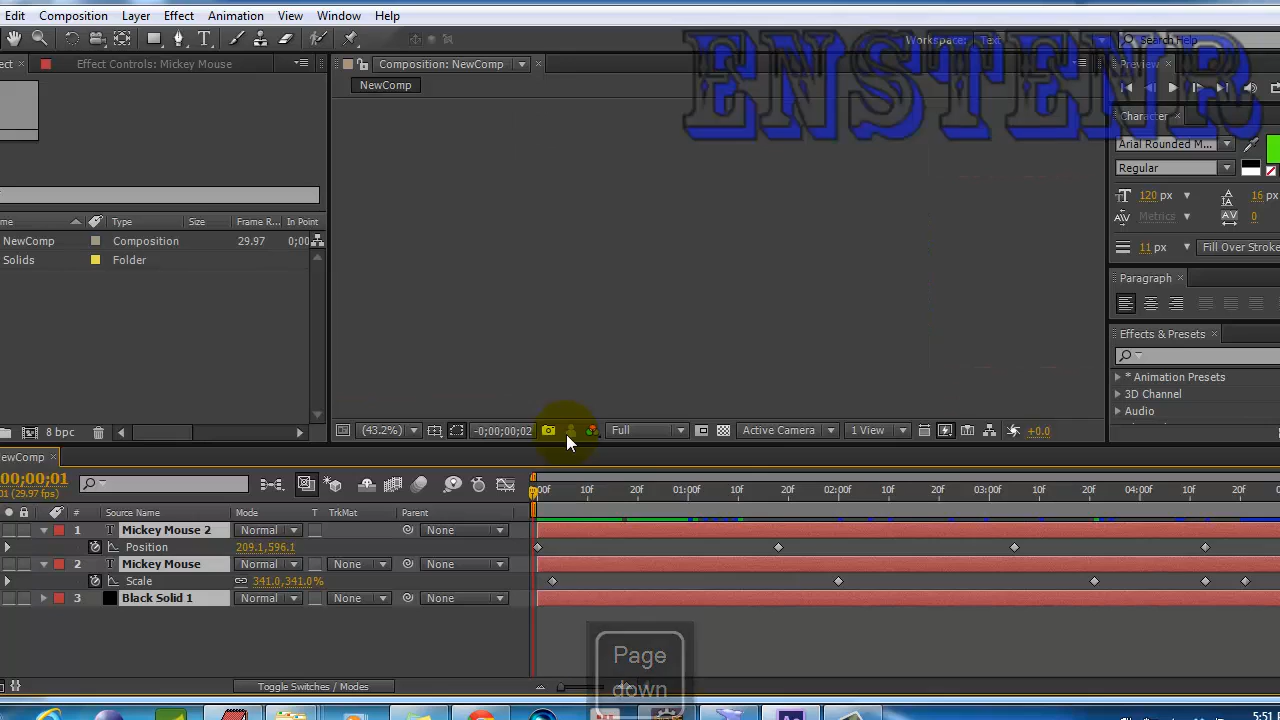 Edit Composition Layer Effect Animation View Window Help
Workspace: Text Search Help
ENSTENR
ect × Effect Controls: Mickey Mouse Composition: NewComp × Preview ×
NewComp
Character ×
Arial Rounded M...
Regular
120 px 16 px
Metrics 0
11 px Fill Over Stroke
Paragraph ×
Effects & Presets ×
* Animation Presets
3D Channel
Audio
me Type Size Frame R... In Point
NewComp Composition 29.97 0;00
Solids Folder
8 bpc
(43.2%) -0;00;00;02 Full Active Camera 1 View +0.0
ewComp ×
00;00;01
01 (29.97 fps)
:00f 10f 20f 01:00f 10f 20f 02:00f 10f 20f 03:00f 10f 20f 04:00f 10f 20f
# Source Name Mode T TrkMat Parent
1 T Mickey Mouse 2 Normal None
Position 209.1,596.1
2 T Mickey Mouse Normal None None
Scale 341.0,341.0%
3 Black Solid 1 Normal None None
Page
down
Toggle Switches / Modes
Ae
5:51